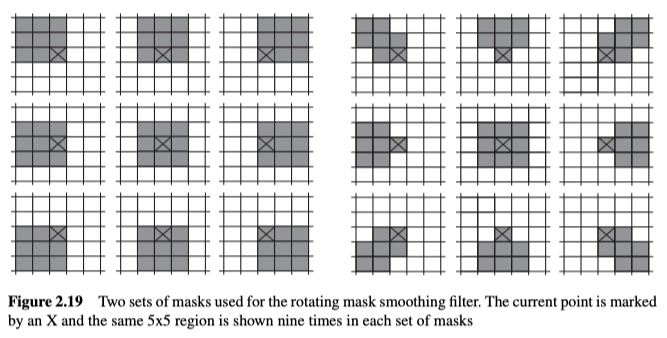 Figure 2.19 Two sets of masks used for the rotating mask smoothing filter. The current point is marked
by an X and the same 5x5 region is shown nine times in each set of masks